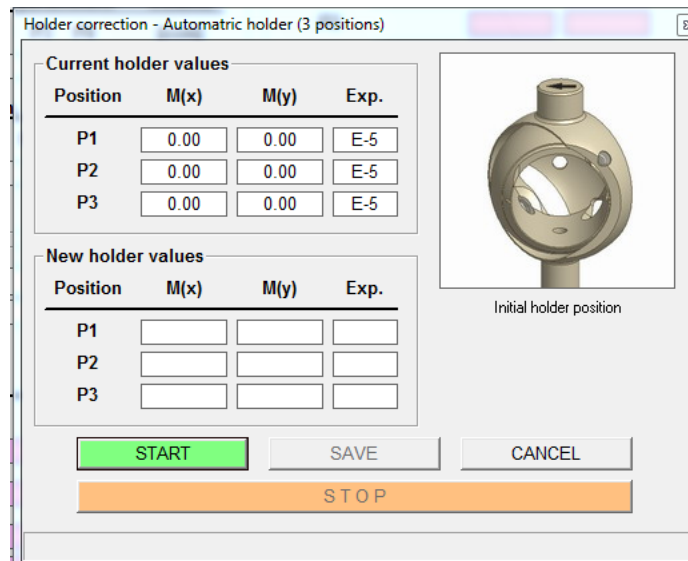 Holder correction - Automatric holder (3 positions)
Current holder values
Position M(x) M(y) Exp.
P1 0.00 0.00 E-5
P2 0.00 0.00 E-5
P3 0.00 0.00 E-5
Initial holder position
New holder values
Position M(x) M(y) Exp.
P1
P2
P3
START SAVE CANCEL
S T O P